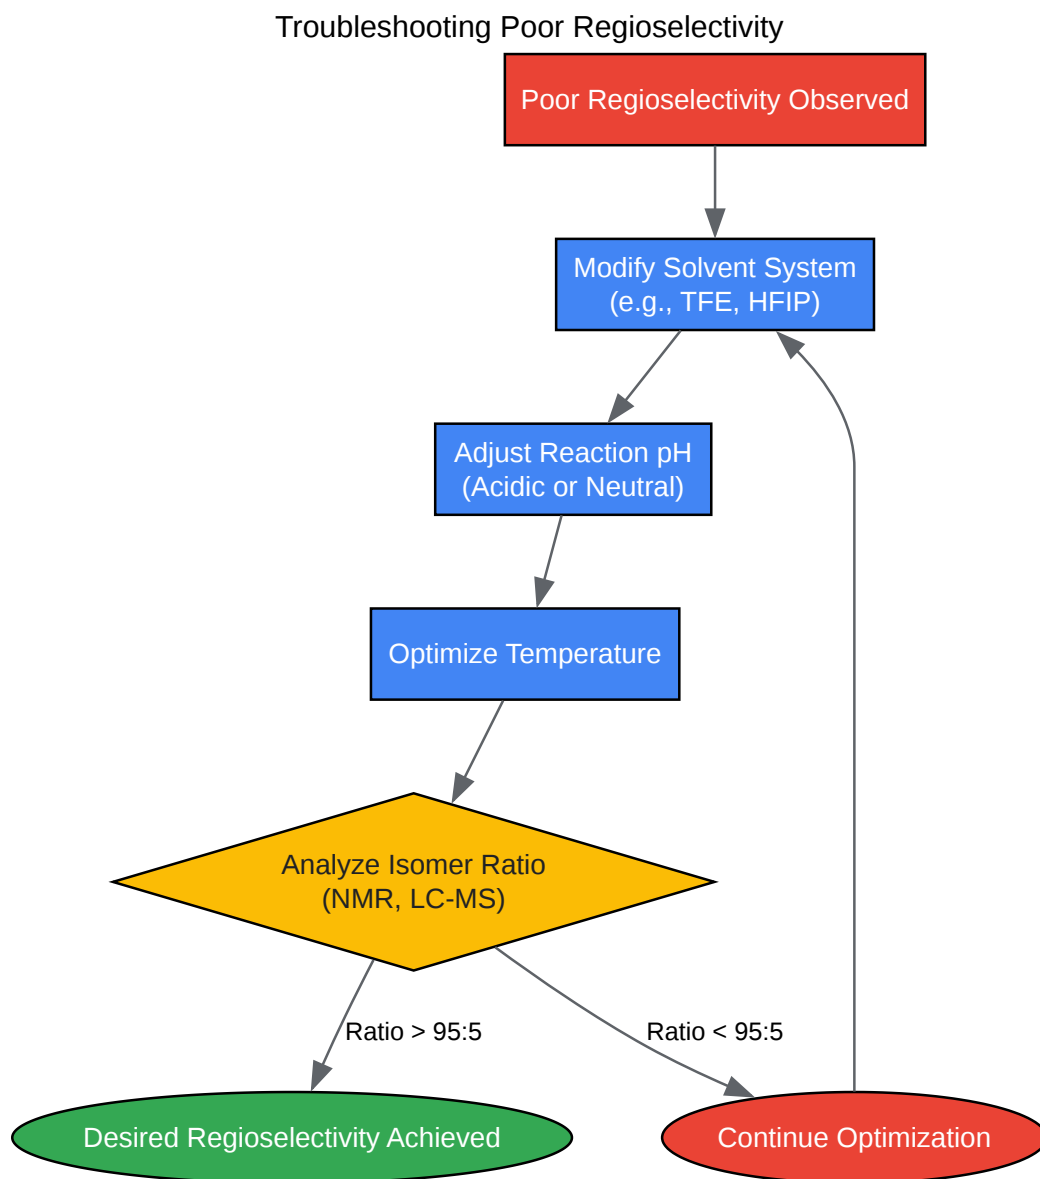 Troubleshooting Poor Regioselectivity
Poor Regioselectivity Observed
Modify Solvent System
(e.g., TFE, HFIP)
Adjust Reaction pH
(Acidic or Neutral)
Optimize Temperature
Analyze Isomer Ratio
(NMR, LC-MS)
Ratio > 95:5
Ratio < 95:5
Desired Regioselectivity Achieved
Continue Optimization